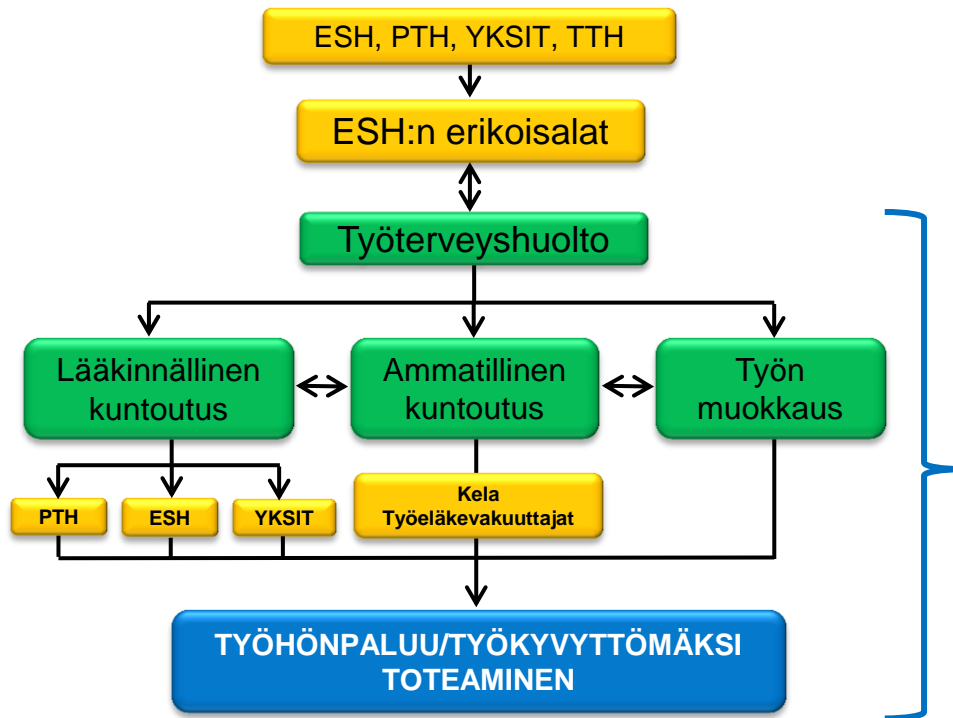 ESH, PTH, YKSIT, TTH
ESH:n erikoisalat
Työterveyshuolto
Lääkinnällinen
kuntoutus
Ammatillinen
kuntoutus
Työn
muokkaus
PTH
ESH
YKSIT
Kela
Työeläkevakuuttajat
TYÖHÖNPALUU/TYÖKYVYTTÖMÄKSI
TOTEAMINEN